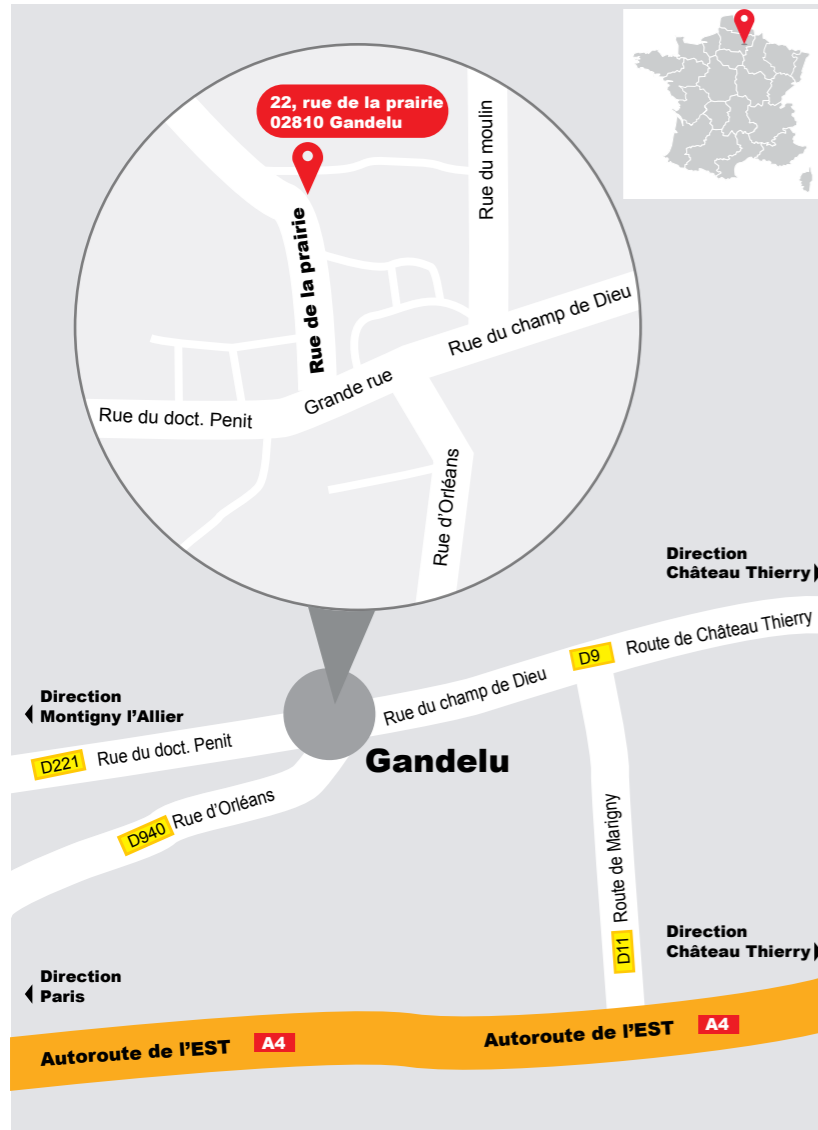 22, rue de la prairie
02810 Gandelu
Rue du moulin
Rue de la prairie
Rue du champ de Dieu
Grande rue
Rue du doct. Penit
Rue d'Orléans
Direction
Château Thierry
D9
Route de Château Thierry
Rue du champ de Dieu
Direction
Montigny l'Allier
D221
Rue du doct. Penit
Gandelu
D940
Rue d'Orléans
Route de Marigny
D11
Direction
Château Thierry
Direction
Paris
Autoroute de l'EST
A4
Autoroute de l'EST
A4